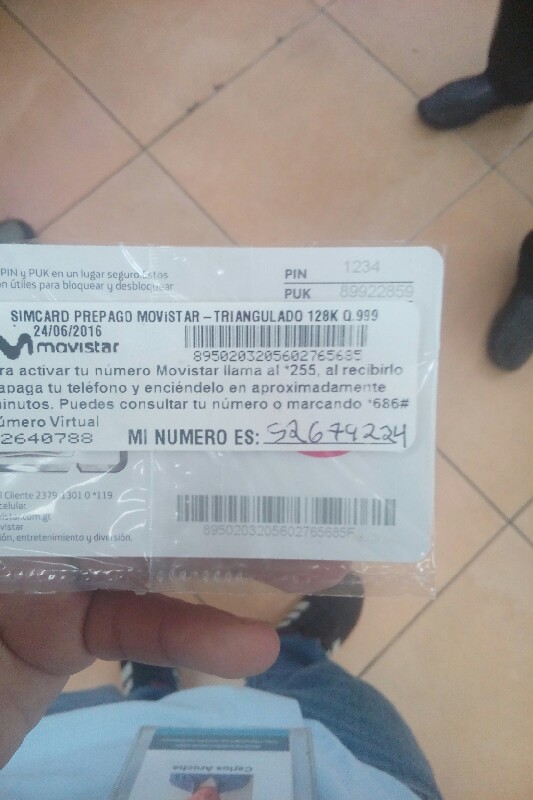 PIN y PUK en un lugar seguro. Estos
n útiles para bloquear y desbloquear
PIN 1234
PUK 89922859
SIMCARD PREPAGO MOVISTAR - TRIANGULADO 128K Q.999
24/06/2016
movistar
8950203205602765685
ra activar tu número Movistar llama al *255, al recibirlo
apaga tu teléfono y enciéndelo en aproximadamente
minutos. Puedes consultar tu número o marcando *686#
úmero Virtual
2640788
MI NUMERO ES: 52679224
l Cliente 2379 1301 0 *119
celular.
vistar.com.gt
ovistar
ión, entretenimiento y diversión.
8950203205602765685F
Carlos Arocha